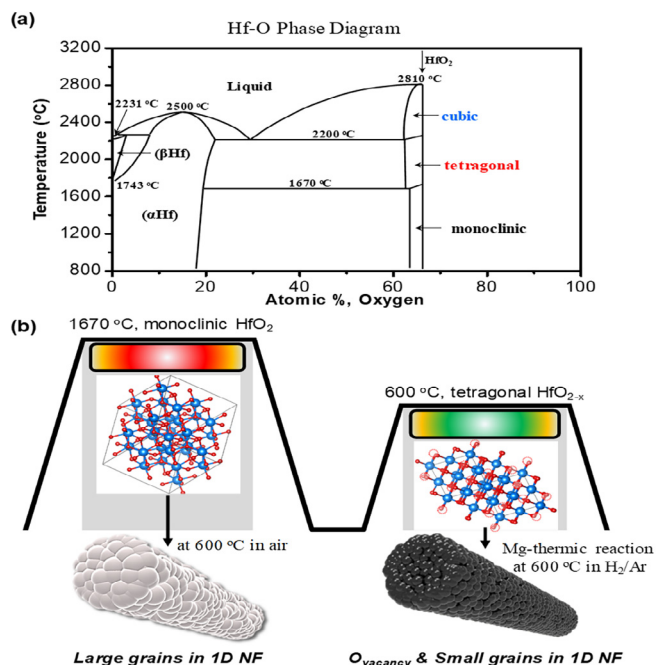 (a)
Hf-O Phase Diagram
Temperature (°C)
3200
2800
2400
2000
1600
1200
800
HfO₂
2810 °C
Liquid
2231 °C
2500 °C
cubic
2200 °C
(βHf)
tetragonal
1743 °C
1670 °C
(αHf)
monoclinic
0
20
40
60
80
100
Atomic %, Oxygen
(b)
1670 °C, monoclinic HfO₂
600 °C, tetragonal HfO₂₋ₓ
at 600 °C in air
Mg-thermic reaction
at 600 °C in H₂/Ar
Large grains in 1D NF
Oᵥₐcₐₙcy & Small grains in 1D NF